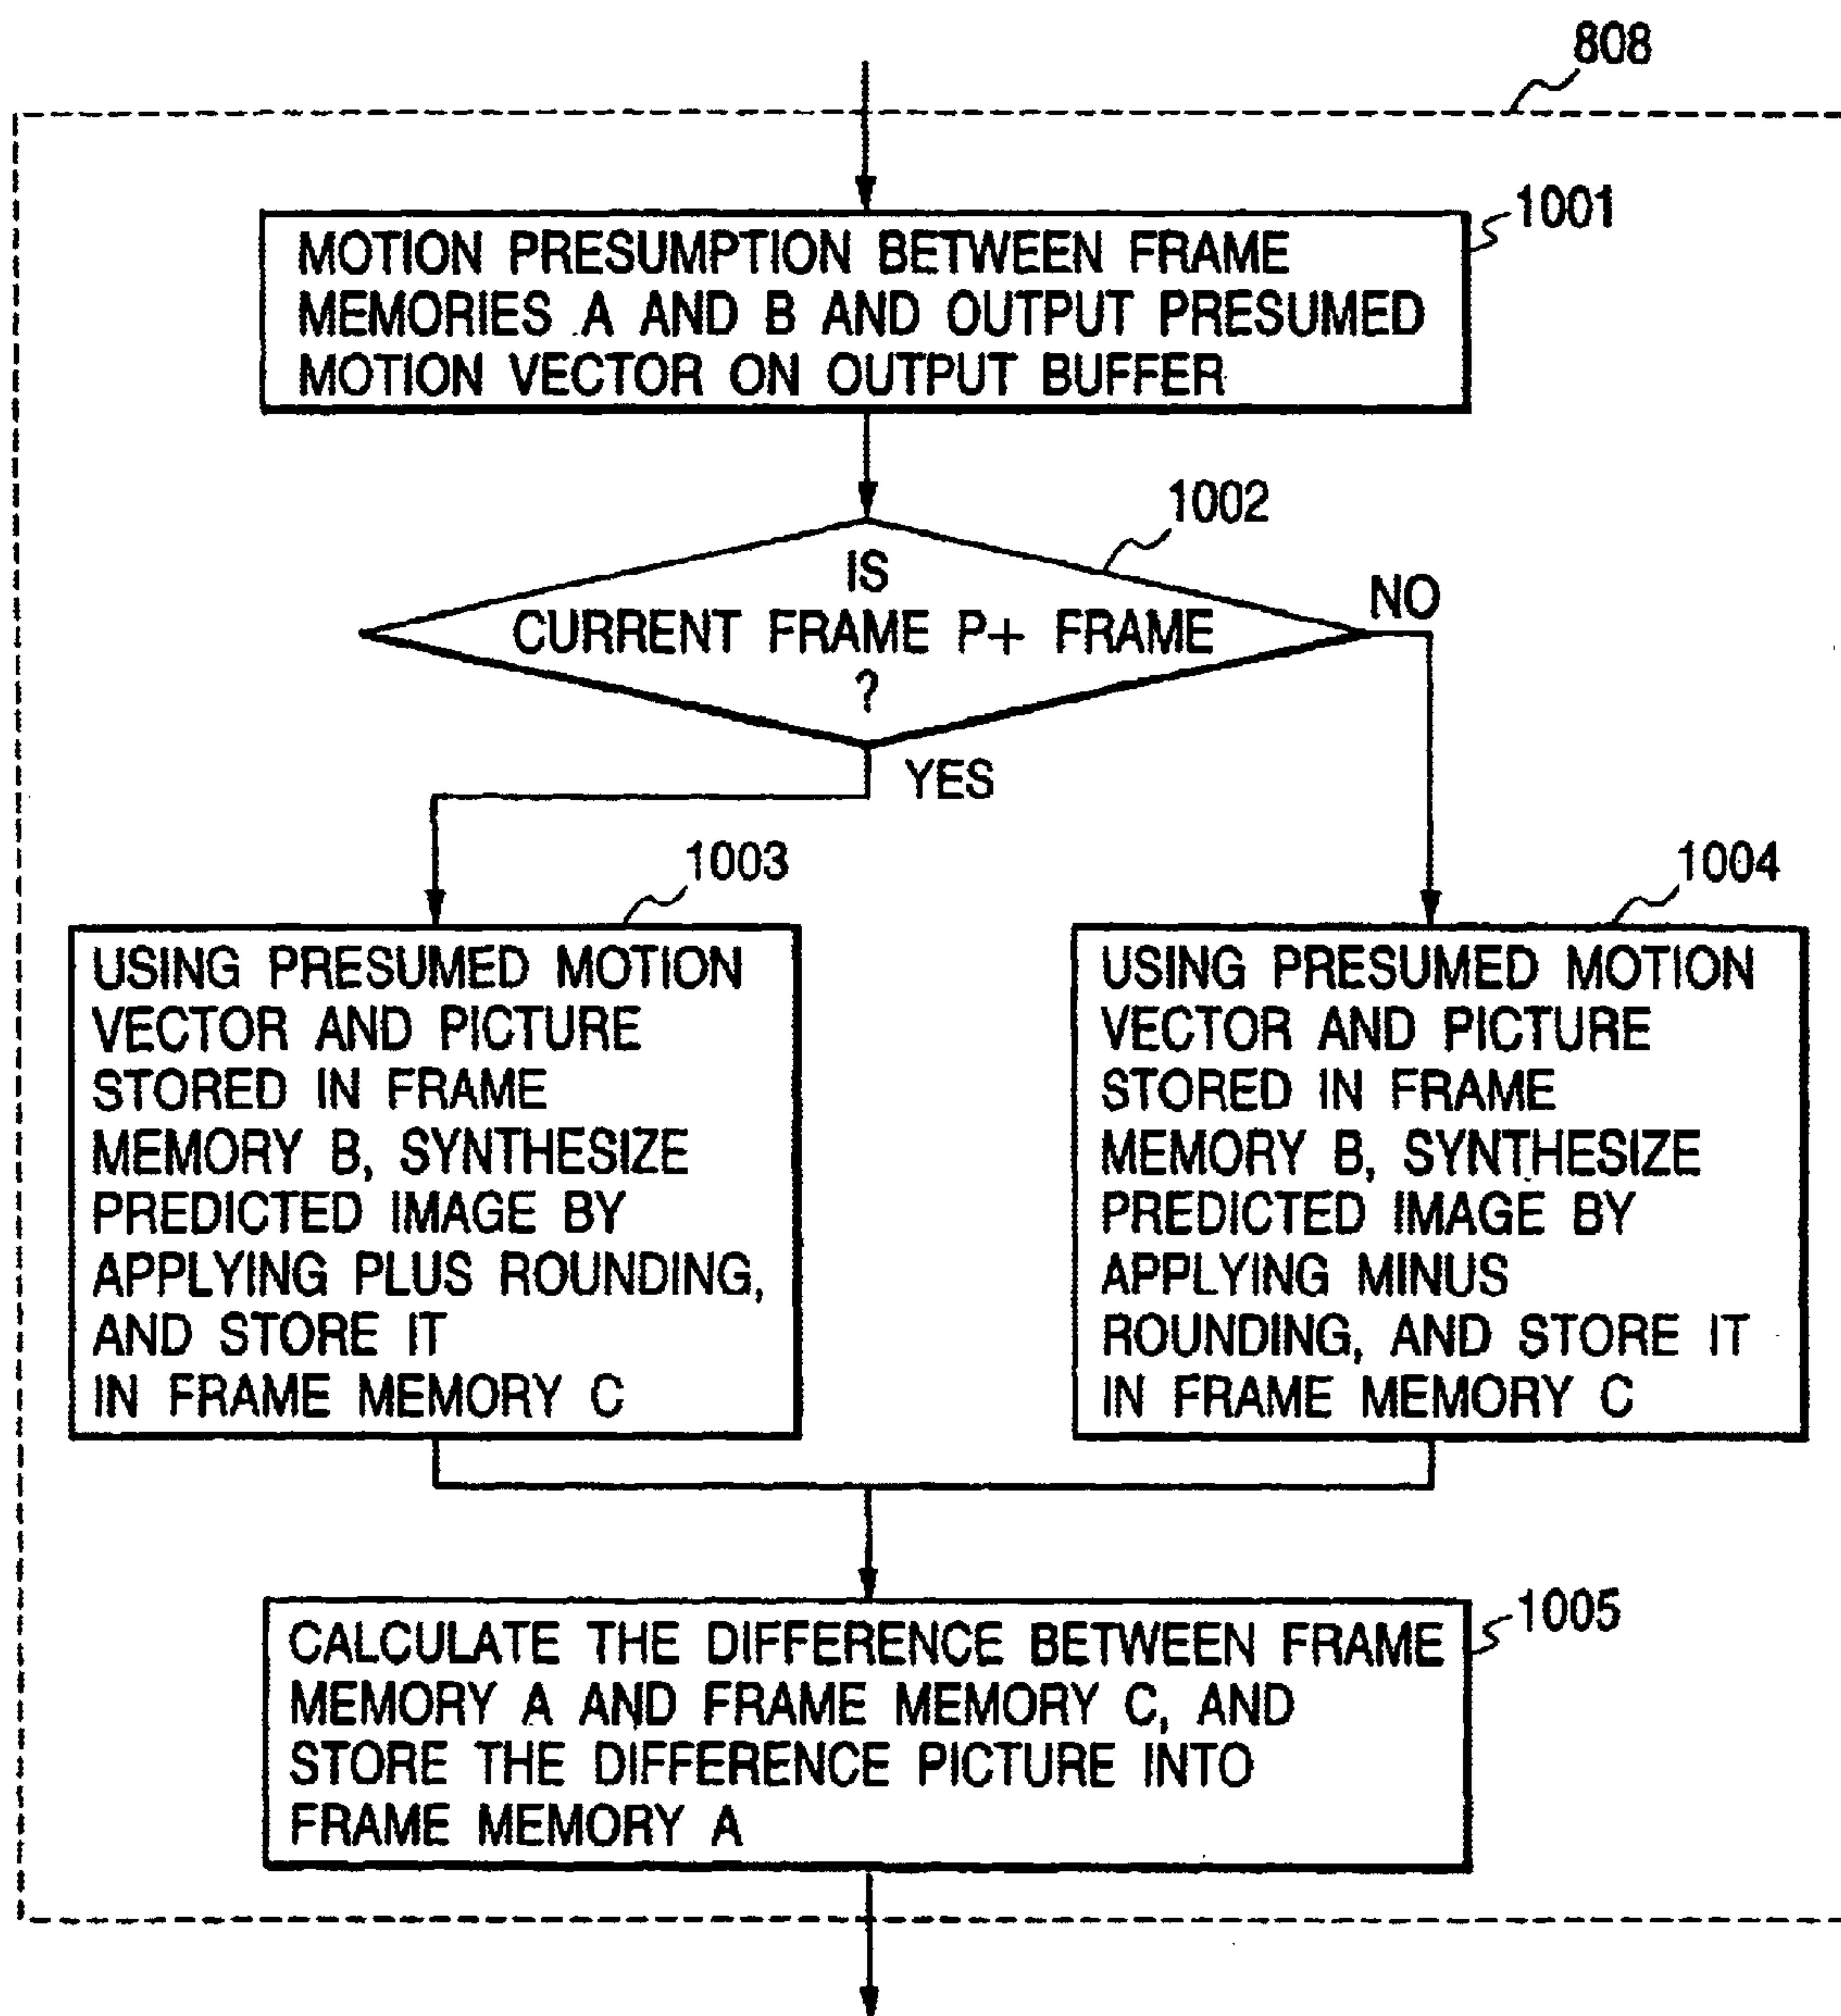 808
1001
MOTION PRESUMPTION BETWEEN FRAME
MEMORIES A AND B AND OUTPUT PRESUMED
MOTION VECTOR ON OUTPUT BUFFER
1002
IS
CURRENT FRAME P+ FRAME
?
NO
YES
1003
USING PRESUMED MOTION
VECTOR AND PICTURE
STORED IN FRAME
MEMORY B, SYNTHESIZE
PREDICTED IMAGE BY
APPLYING PLUS ROUNDING,
AND STORE IT
IN FRAME MEMORY C
1004
USING PRESUMED MOTION
VECTOR AND PICTURE
STORED IN FRAME
MEMORY B, SYNTHESIZE
PREDICTED IMAGE BY
APPLYING MINUS
ROUNDING, AND STORE IT
IN FRAME MEMORY C
1005
CALCULATE THE DIFFERENCE BETWEEN FRAME
MEMORY A AND FRAME MEMORY C, AND
STORE THE DIFFERENCE PICTURE INTO
FRAME MEMORY A